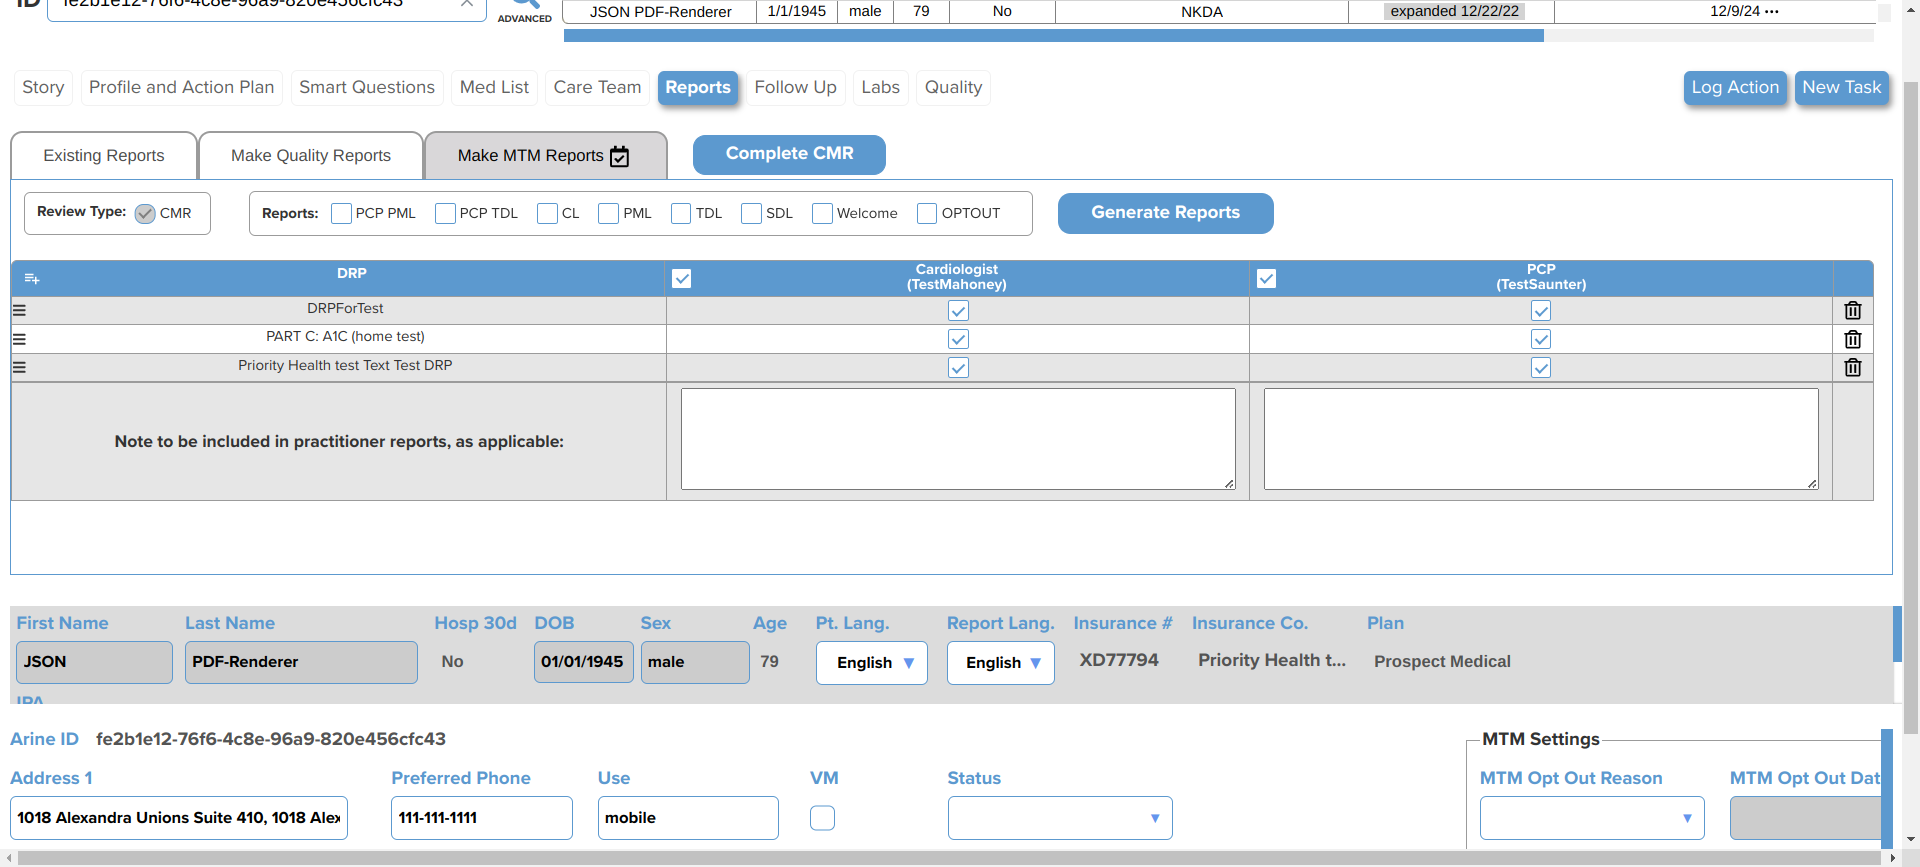 ID fe2b1e12-76f6-4c8e-96a9-820e456cfc43
ADVANCED
JSON PDF-Renderer 1/1/1945 male 79 No NKDA expanded 12/22/22 12/9/24 •••
Story Profile and Action Plan Smart Questions Med List Care Team Reports Follow Up Labs Quality Log Action New Task
Existing Reports Make Quality Reports Make MTM Reports Complete CMR
Review Type: CMR Reports: PCP PML PCP TDL CL PML TDL SDL Welcome OPTOUT Generate Reports
DRP Cardiologist PCP
(TestMahoney) (TestSaunter)
DRPForTest
PART C: A1C (home test)
Priority Health test Text Test DRP
Note to be included in practitioner reports, as applicable:
First Name Last Name Hosp 30d DOB Sex Age Pt. Lang. Report Lang. Insurance # Insurance Co. Plan
JSON PDF-Renderer No 01/01/1945 male 79 English English XD77794 Priority Health t... Prospect Medical
IPA
Arine ID fe2b1e12-76f6-4c8e-96a9-820e456cfc43 MTM Settings
Address 1 Preferred Phone Use VM Status MTM Opt Out Reason MTM Opt Out Dat
1018 Alexandra Unions Suite 410, 1018 Alex 111-111-1111 mobile